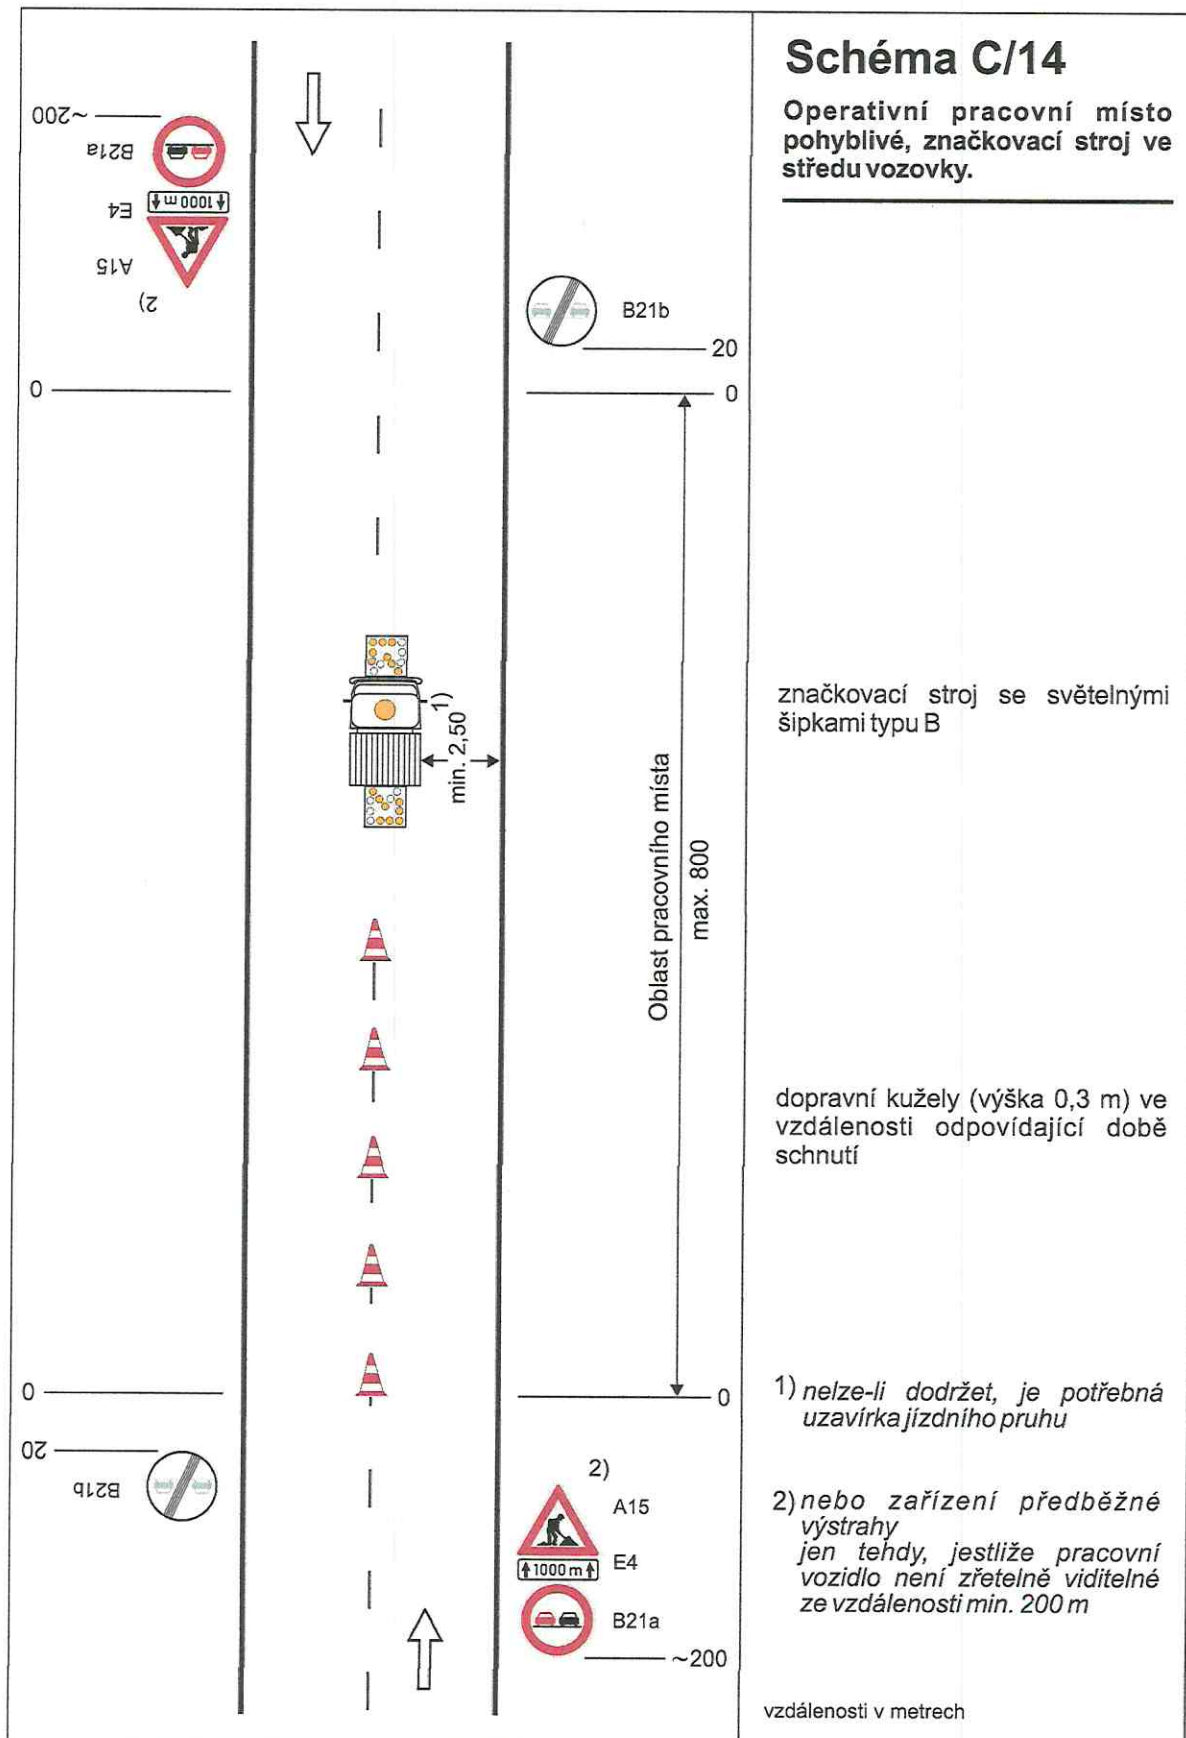 Schéma C/14
Operativní pracovní místo
pohyblivé, značkovací stroj ve
středu vozovky.
~200
B21a
E4
1000 m
A15
2)
0
B21b
20
0
1)
min. 2,50
Oblast pracovního místa
max. 800
značkovací stroj se světelnými
šipkami typu B
dopravní kužely (výška 0,3 m) ve
vzdálenosti odpovídající době
schnutí
0
20
B21b
0
2)
A15
1000 m
E4
B21a
~200
1) nelze-li dodržet, je potřebná
uzavírka jízdního pruhu
2) nebo zařízení předběžné
výstrahy
jen tehdy, jestliže pracovní
vozidlo není zřetelně viditelné
ze vzdálenosti min. 200 m
vzdálenosti v metrech